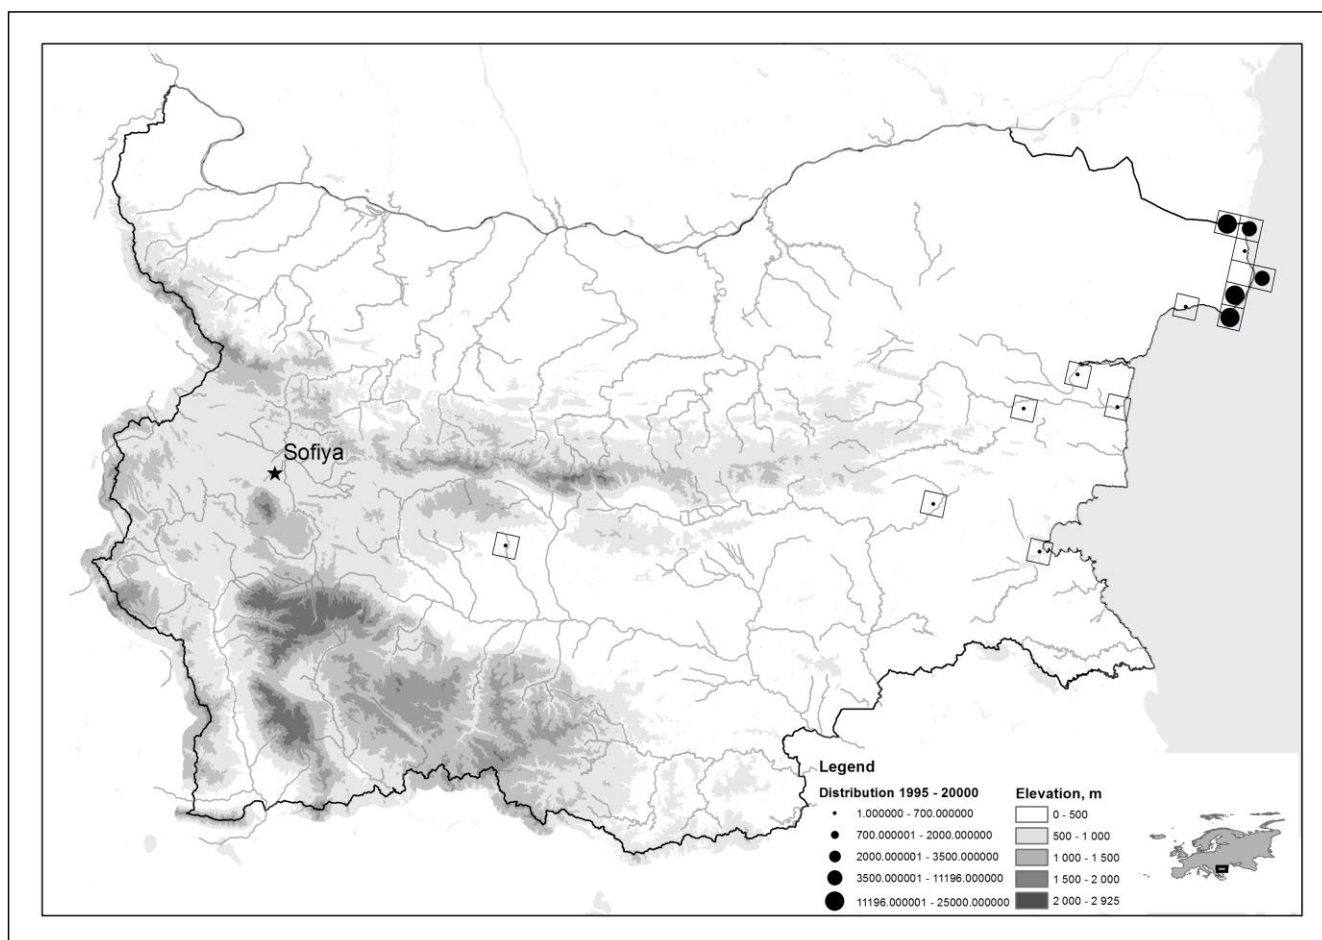 Sofiya
Legend
Distribution 1995 - 20000
1.000000 - 700.000000
700.000001 - 2000.000000
2000.000001 - 3500.000000
3500.000001 - 11196.000000
11196.000001 - 25000.000000
Elevation, m
0 - 500
500 - 1 000
1 000 - 1 500
1 500 - 2 000
2 000 - 2 925